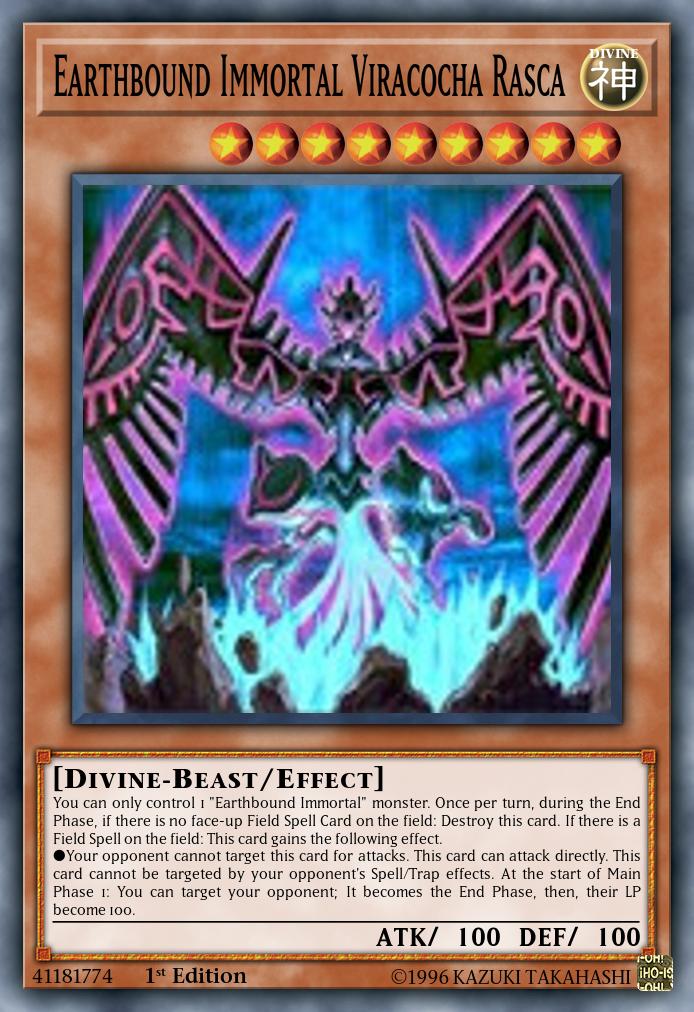 Earthbound Immortal Viracocha Rasca
DIVINE
神
[Divine-Beast/Effect]
You can only control 1 "Earthbound Immortal" monster. Once per turn, during the End
Phase, if there is no face-up Field Spell Card on the field: Destroy this card. If there is a
Field Spell on the field: This card gains the following effect.
●Your opponent cannot target this card for attacks. This card can attack directly. This
card cannot be targeted by your opponent's Spell/Trap effects. At the start of Main
Phase 1: You can target your opponent; It becomes the End Phase, then, their LP
become 100.
ATK/ 100 DEF/ 100
41181774 1st Edition ©1996 KAZUKI TAKAHASHI